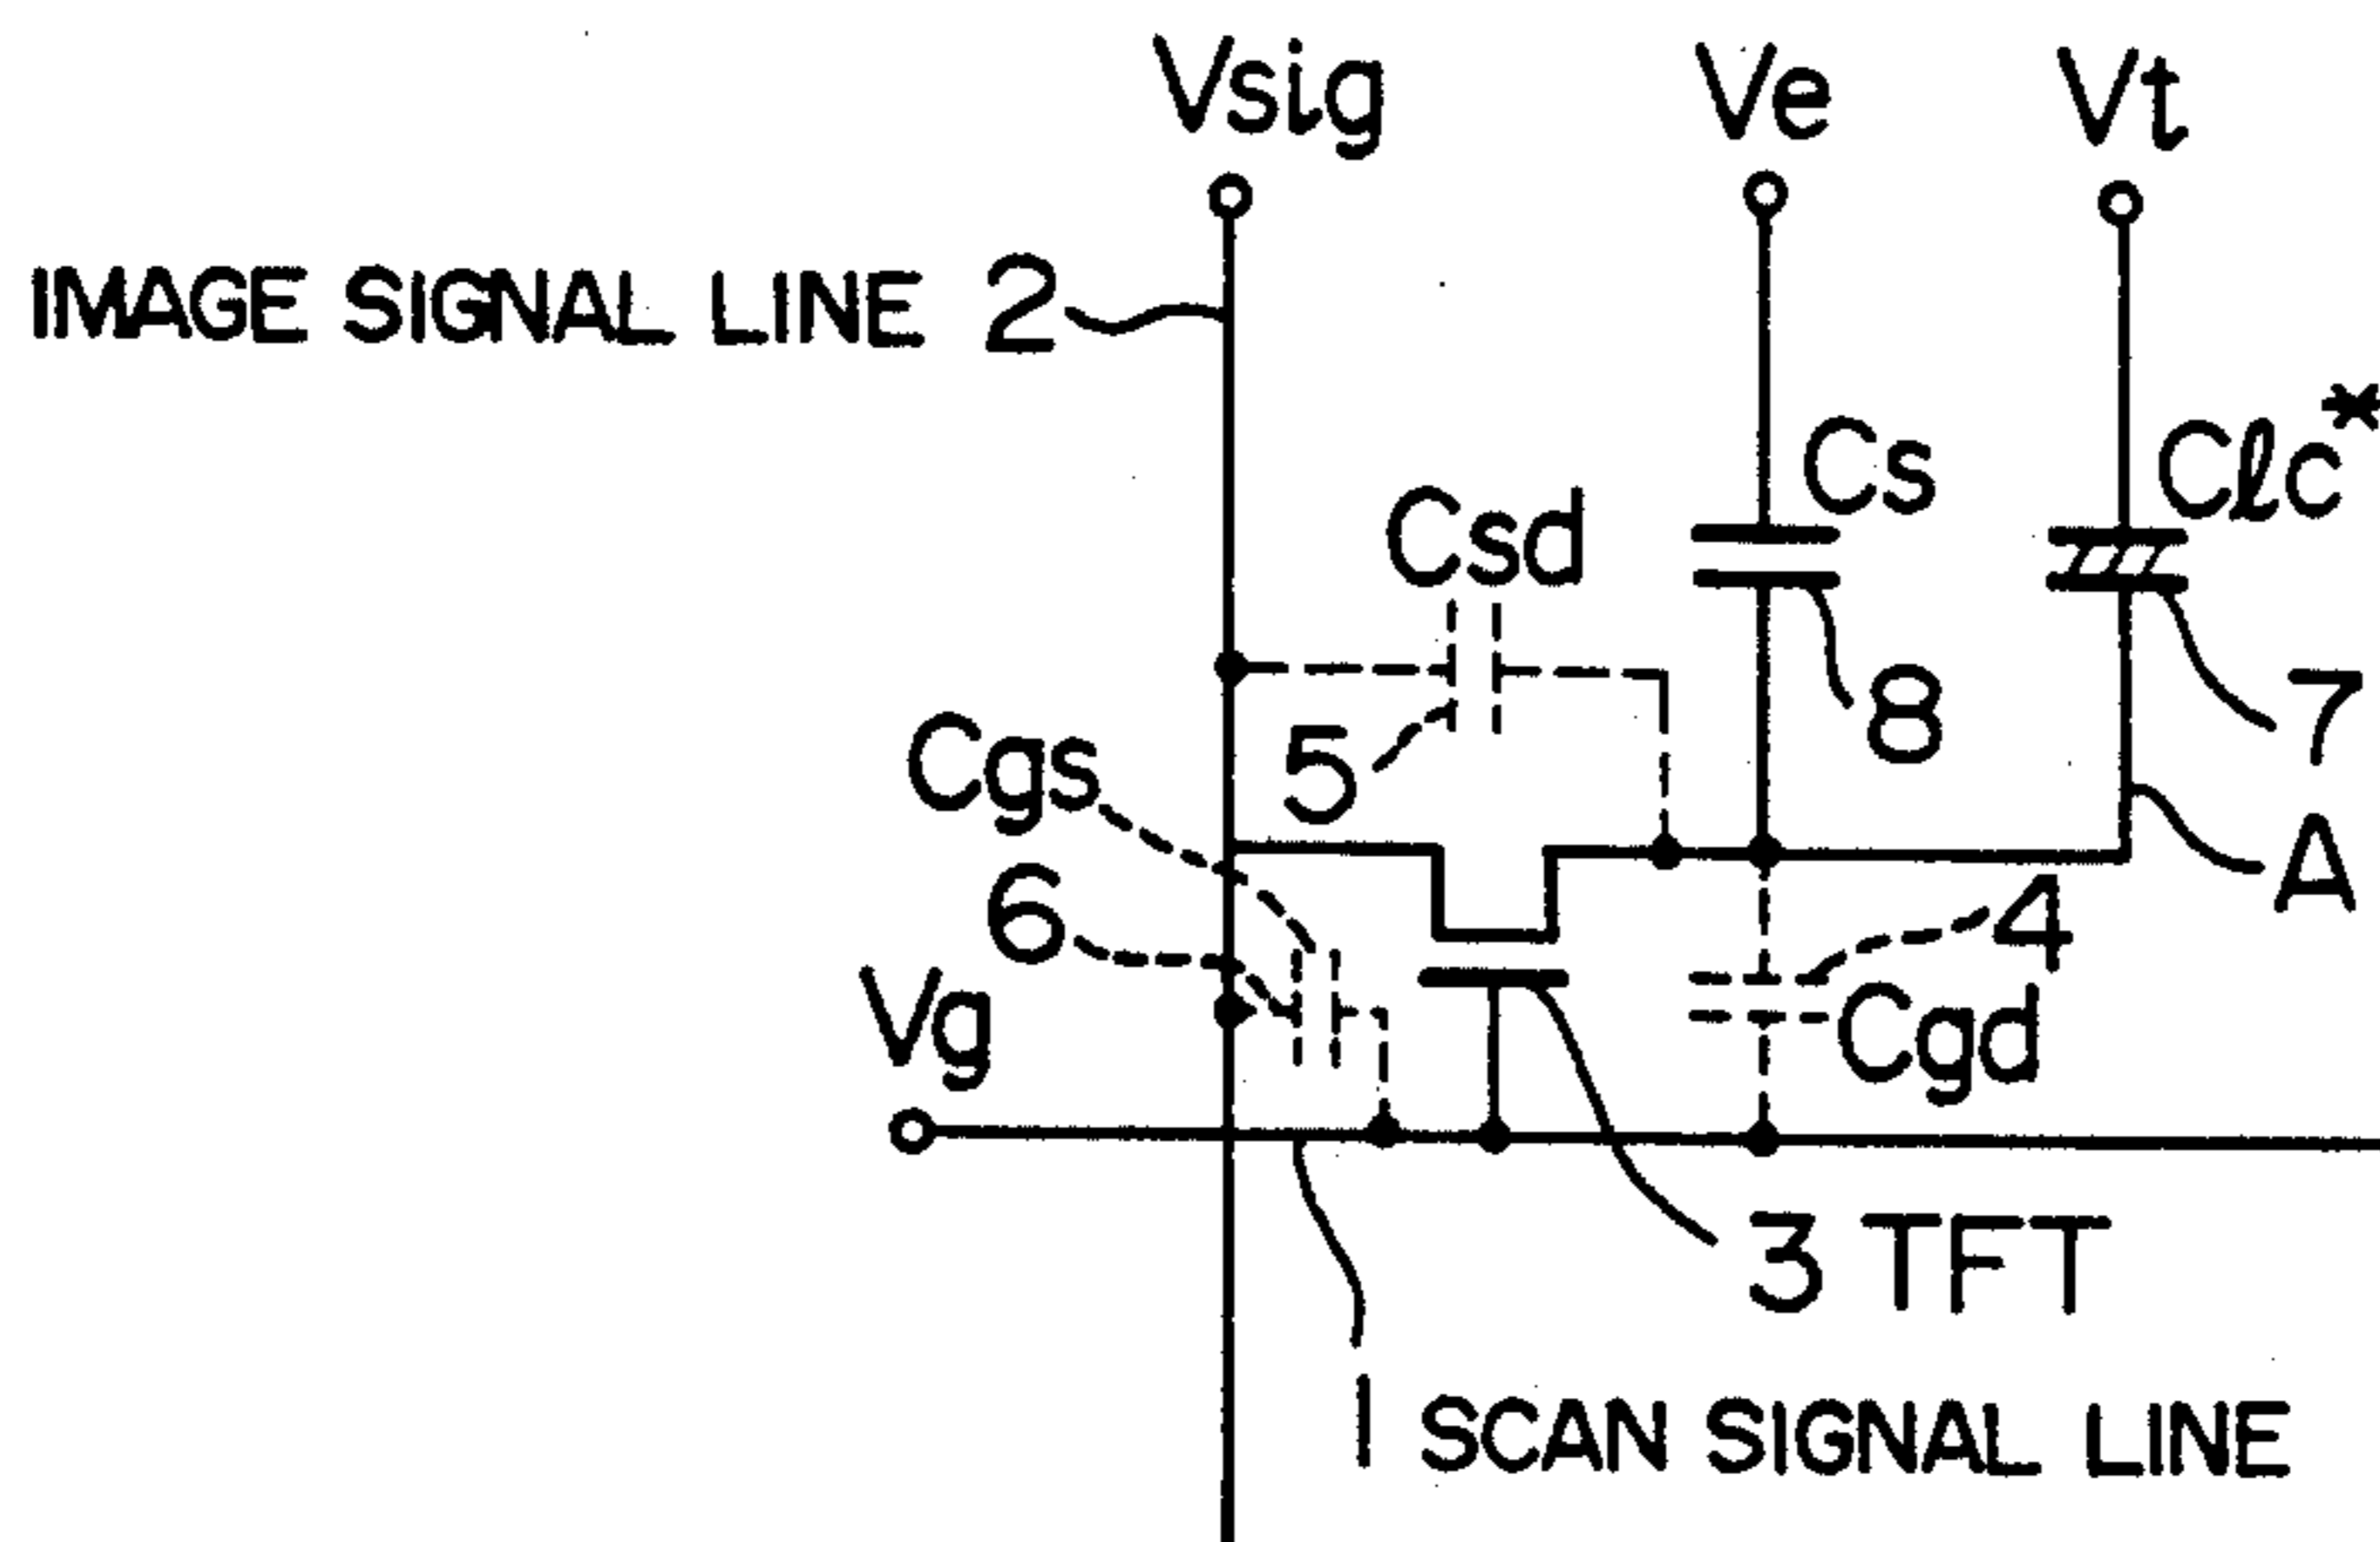 Vsig
Ve
Vt
IMAGE SIGNAL LINE 2
Cs
Cℓc*
Csd
8
7
Cgs
5
6
A
4
Vg
Cgd
3 TFT
1 SCAN SIGNAL LINE